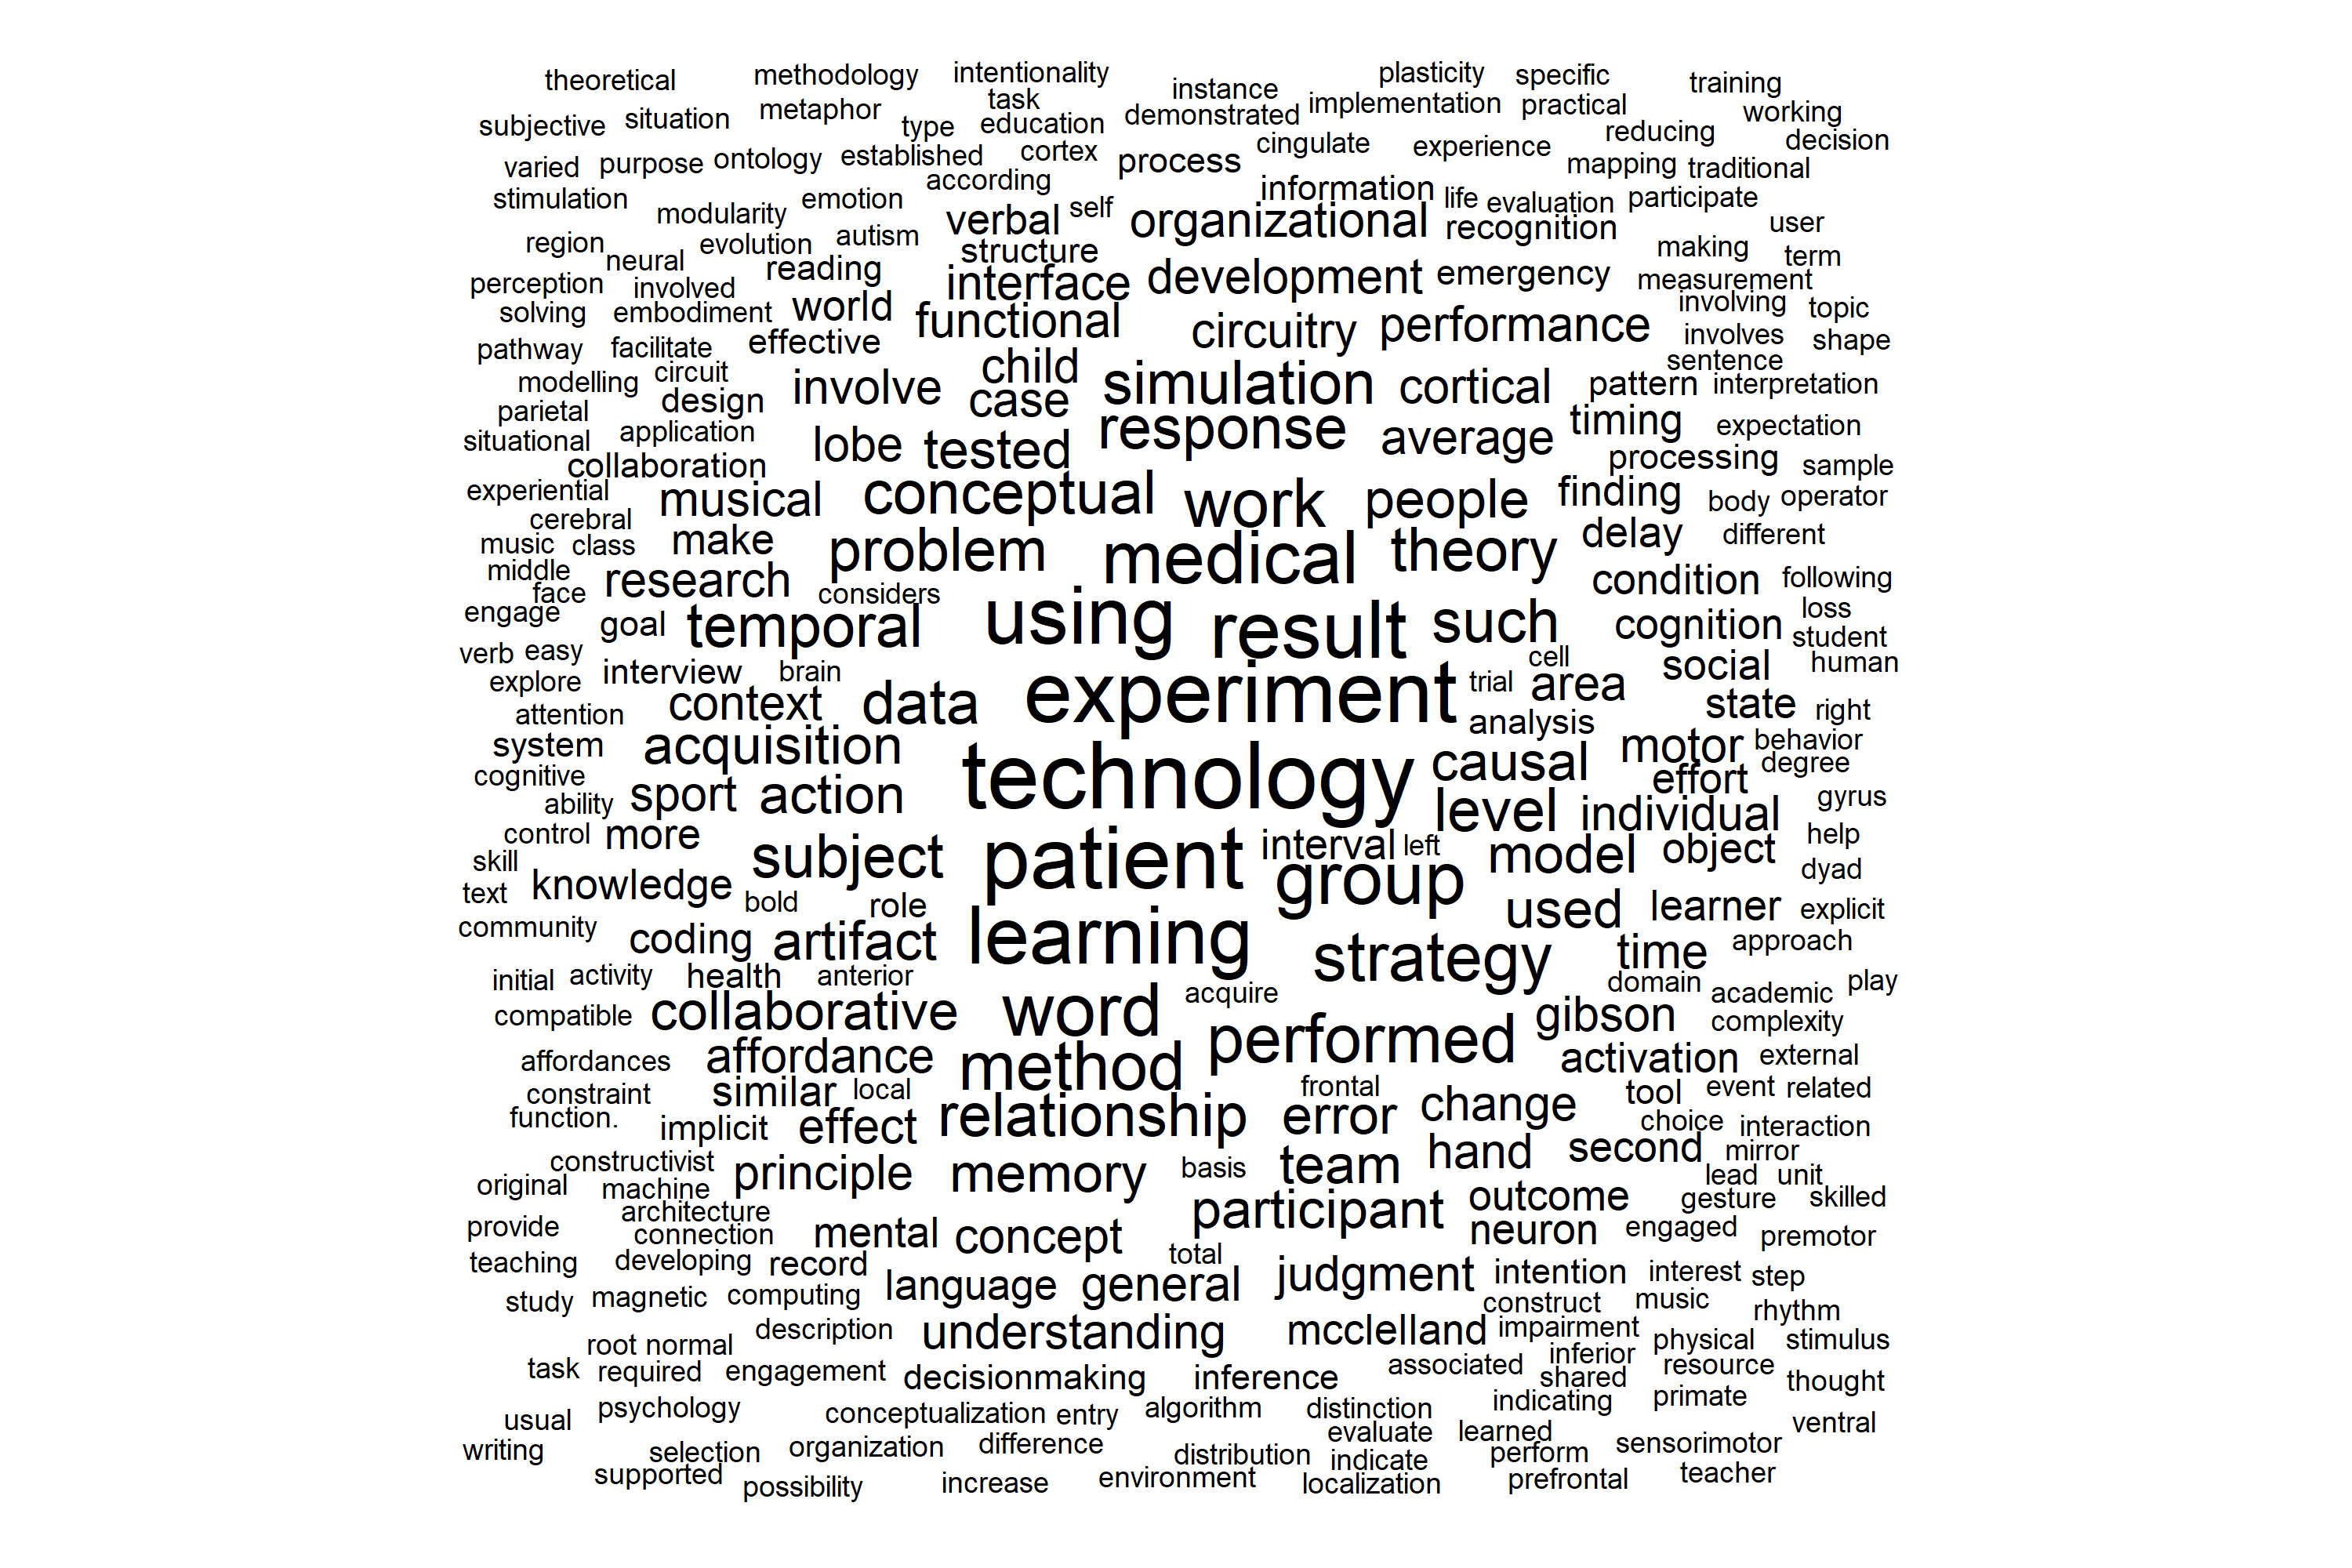 theoretical methodology intentionality plasticity specific training
instance
subjective situation metaphor task demonstrated implementation practical working
type education reducing decision
varied purpose ontology established cortex process cingulate experience mapping traditional
according
stimulation emotion information life evaluation participate
modularity verbal self organizational recognition user
region evolution autism structure making term
neural reading interface development emergency measurement
perception involved involving topic
solving embodiment world functional circuitry performance involves shape
pathway facilitate effective sentence
circuit child simulation cortical pattern interpretation
modelling design involve case
parietal response average timing expectation
situational application lobe tested processing sample
collaboration
experiential musical conceptual work people finding body operator
cerebral
music class make problem medical theory delay different
middle research considers condition following
face
engage goal temporal using result such cognition loss student
verb easy cell
explore interview brain experiment trial area social human
attention context data analysis state right
system acquisition technology causal motor behavior
cognitive effort degree
ability sport action level individual gyrus
control more interval left help
skill subject patient group model object dyad
text knowledge bold role used learner explicit
community coding artifact learning strategy time approach
initial activity health anterior domain academic play
compatible collaborative word acquire performed gibson complexity
affordances affordance method activation external
constraint similar local frontal tool event related
function. implicit effect relationship error change choice interaction
constructivist principle memory basis team hand second mirror
original machine lead unit
architecture participant outcome gesture skilled
provide connection mental concept neuron engaged premotor
teaching developing record total judgment intention interest step
study magnetic computing language general construct music rhythm
root normal description understanding mcclelland impairment physical stimulus
task required engagement decisionmaking inference associated inferior resource thought
shared
usual psychology conceptualization entry algorithm distinction indicating primate ventral
evaluate learned
writing selection organization difference distribution indicate perform sensorimotor
supported possibility increase environment localization prefrontal teacher